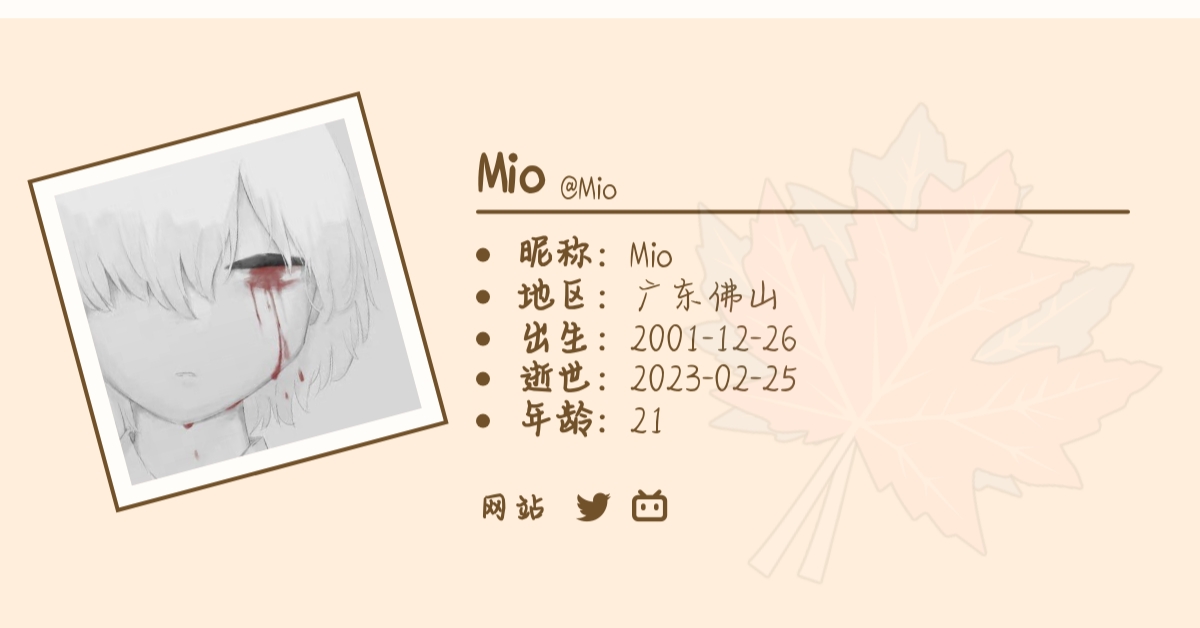 Mio @Mio
昵称： Mio
地区： 广东佛山
出生： 2001-12-26
逝世： 2023-02-25
年龄： 21
网站